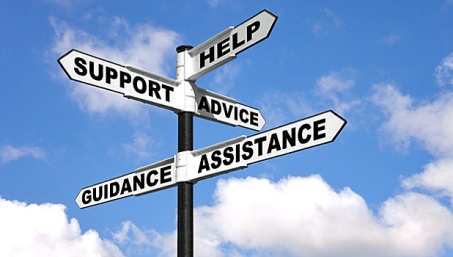 HELP
SUPPORT
ADVICE
ASSISTANCE
GUIDANCE